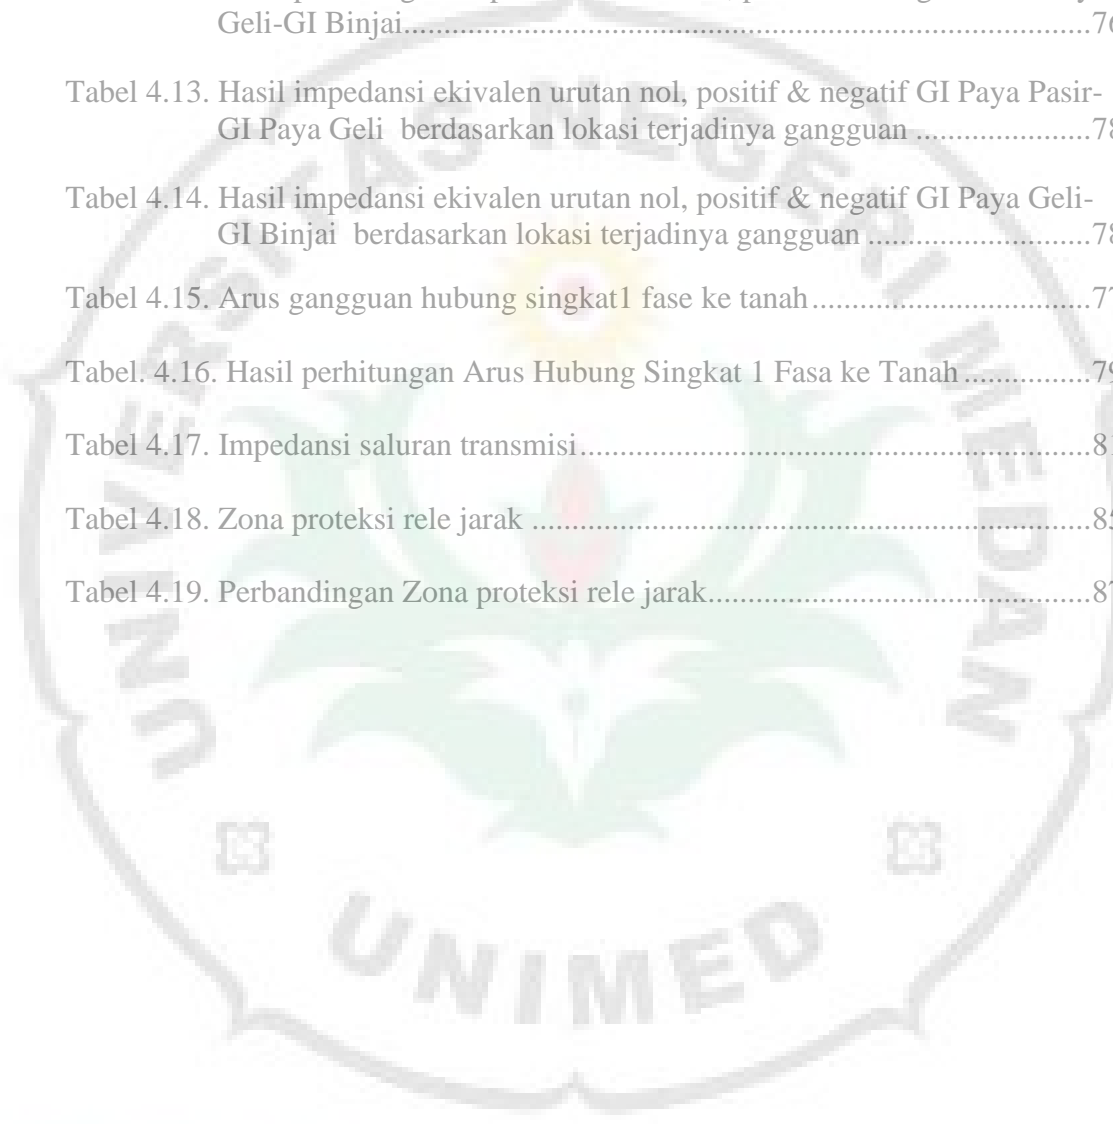 Geli-GI Binjai
Tabel 4.13. Hasil impedansi ekivalen urutan nol, positif & negatif GI Paya Pasir-
GI Paya Geli berdasarkan lokasi terjadinya gangguan
Tabel 4.14. Hasil impedansi ekivalen urutan nol, positif & negatif GI Paya Geli-
GI Binjai berdasarkan lokasi terjadinya gangguan
Tabel 4.15. Arus gangguan hubung singkat1 fase ke tanah
Tabel. 4.16. Hasil perhitungan Arus Hubung Singkat 1 Fasa ke Tanah
Tabel 4.17. Impedansi saluran transmisi
Tabel 4.18. Zona proteksi rele jarak
Tabel 4.19. Perbandingan Zona proteksi rele jarak
UNIVERSITAS NEGERI MEDAN
UNIMED